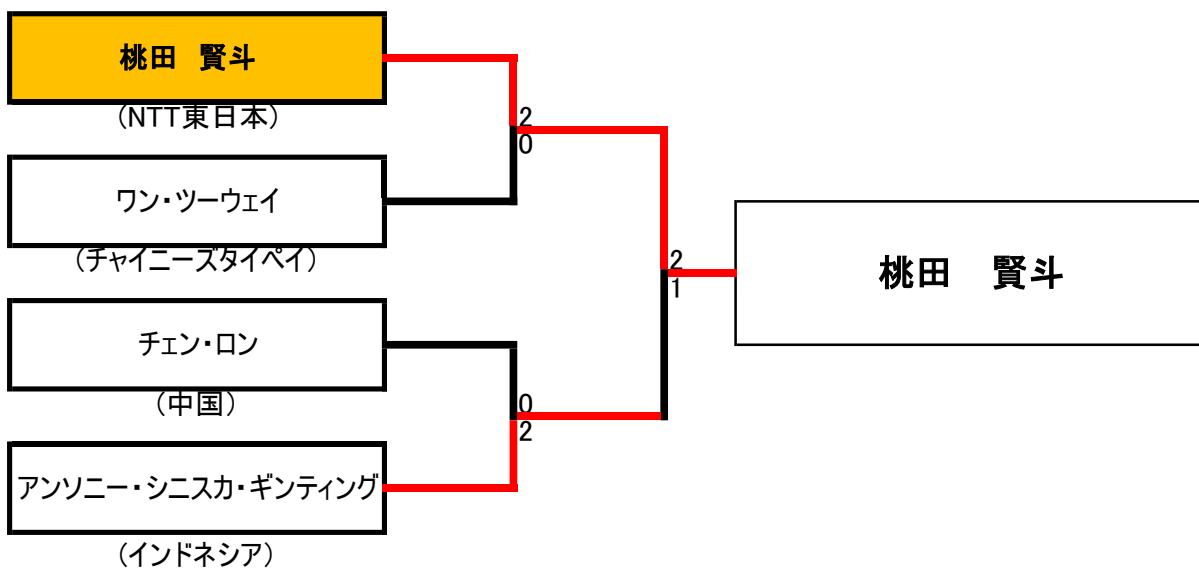 桃田　賢斗
(NTT東日本)
2
0
ワン・ツーウェイ
(チャイニーズタイペイ)
2
1
桃田　賢斗
チェン・ロン
(中国)
0
2
アンソニー・シニスカ・ギンティング
(インドネシア)